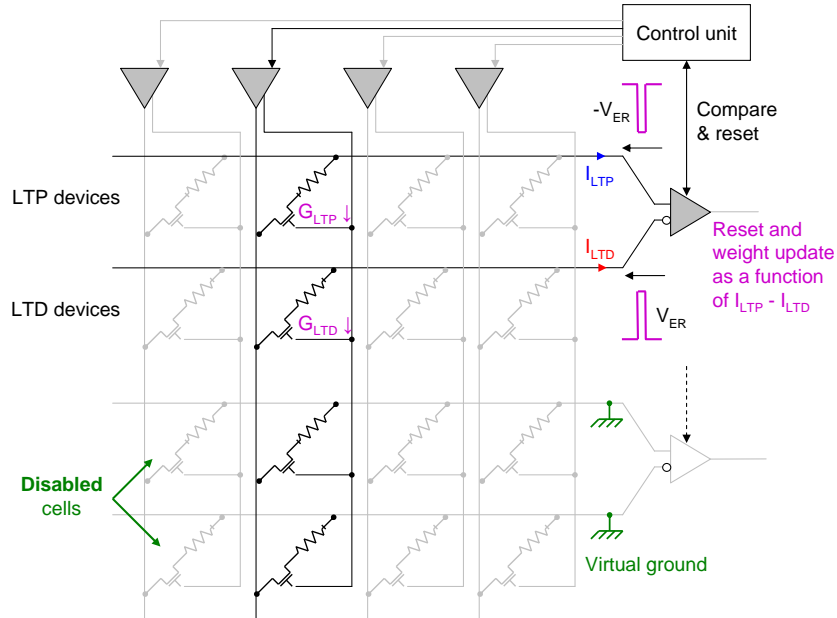 Control unit
-V_ER
Compare
& reset
LTP devices
I_LTP
G_LTP ↓
I_LTD
Reset and
weight update
as a function
of I_LTP - I_LTD
LTD devices
G_LTD ↓
V_ER
Disabled
cells
Virtual ground